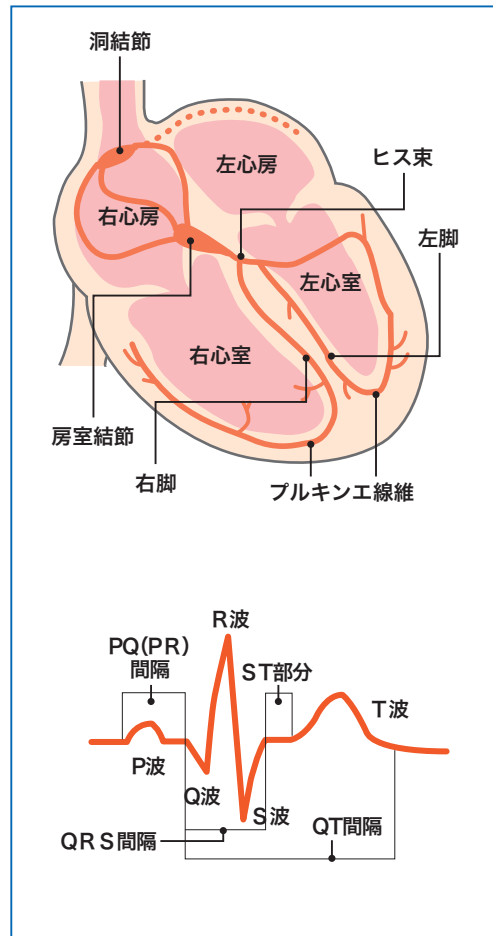 洞結節
左心房
ヒス束
右心房
左脚
左心室
右心室
房室結節
右脚
プルキンエ線維
R波
PQ(PR)
間隔
ST部分
T波
P波
Q波
S波
QRS間隔
QT間隔